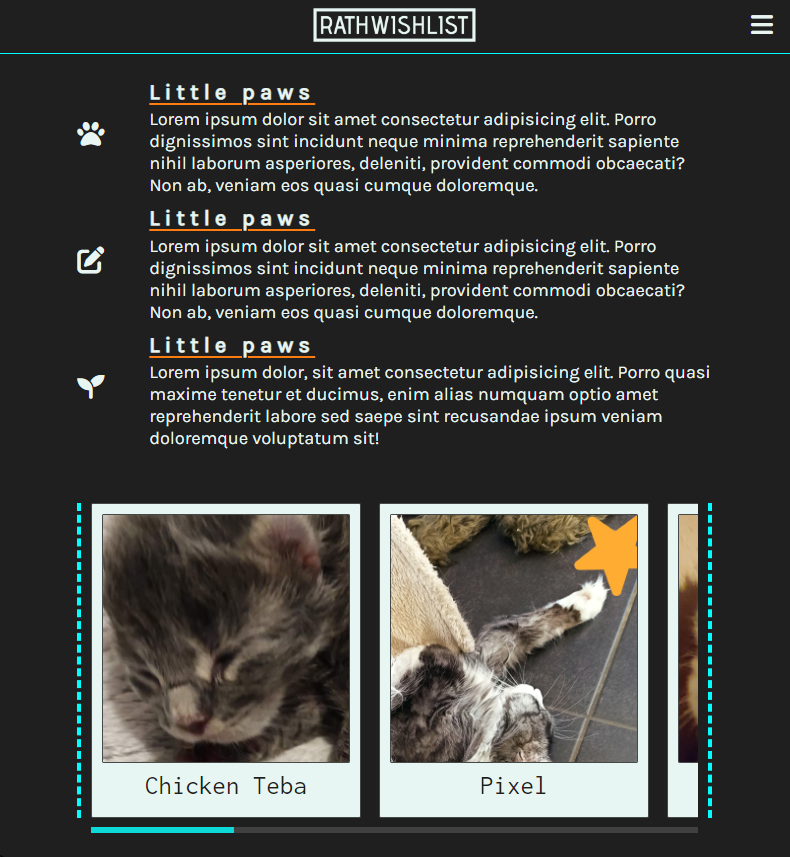 RATHWISHLIST
Little paws
Lorem ipsum dolor sit amet consectetur adipisicing elit. Porro
dignissimos sint incidunt neque minima reprehenderit sapiente
nihil laborum asperiores, deleniti, provident commodi obcaecati?
Non ab, veniam eos quasi cumque doloremque.
Little paws
Lorem ipsum dolor sit amet consectetur adipisicing elit. Porro
dignissimos sint incidunt neque minima reprehenderit sapiente
nihil laborum asperiores, deleniti, provident commodi obcaecati?
Non ab, veniam eos quasi cumque doloremque.
Little paws
Lorem ipsum dolor, sit amet consectetur adipisicing elit. Porro quasi
maxime tenetur et ducimus, enim alias numquam optio amet
reprehenderit labore sed saepe sint recusandae ipsum veniam
doloremque voluptatum sit!
Chicken Teba
Pixel